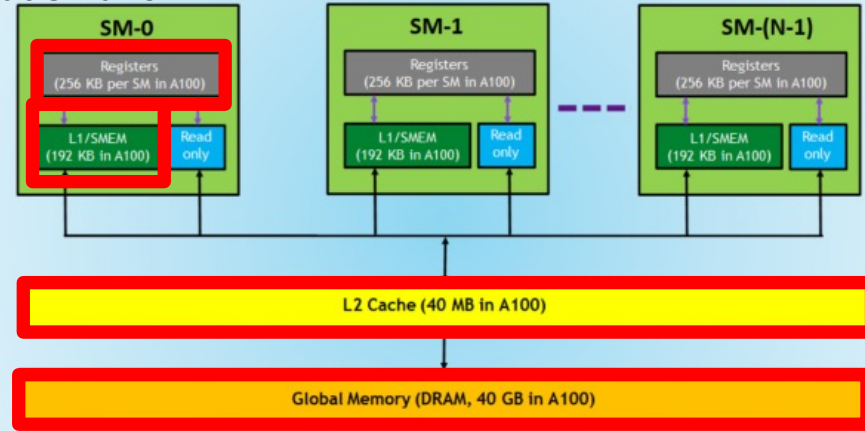 SM-0
Registers
(256 KB per SM in A100)
L1/SMEM
(192 KB in A100)
Read
only
SM-1
Registers
(256 KB per SM in A100)
L1/SMEM
(192 KB in A100)
Read
only
SM-(N-1)
Registers
(256 KB per SM in A100)
L1/SMEM
(192 KB in A100)
Read
only
L2 Cache (40 MB in A100)
Global Memory (DRAM, 40 GB in A100)